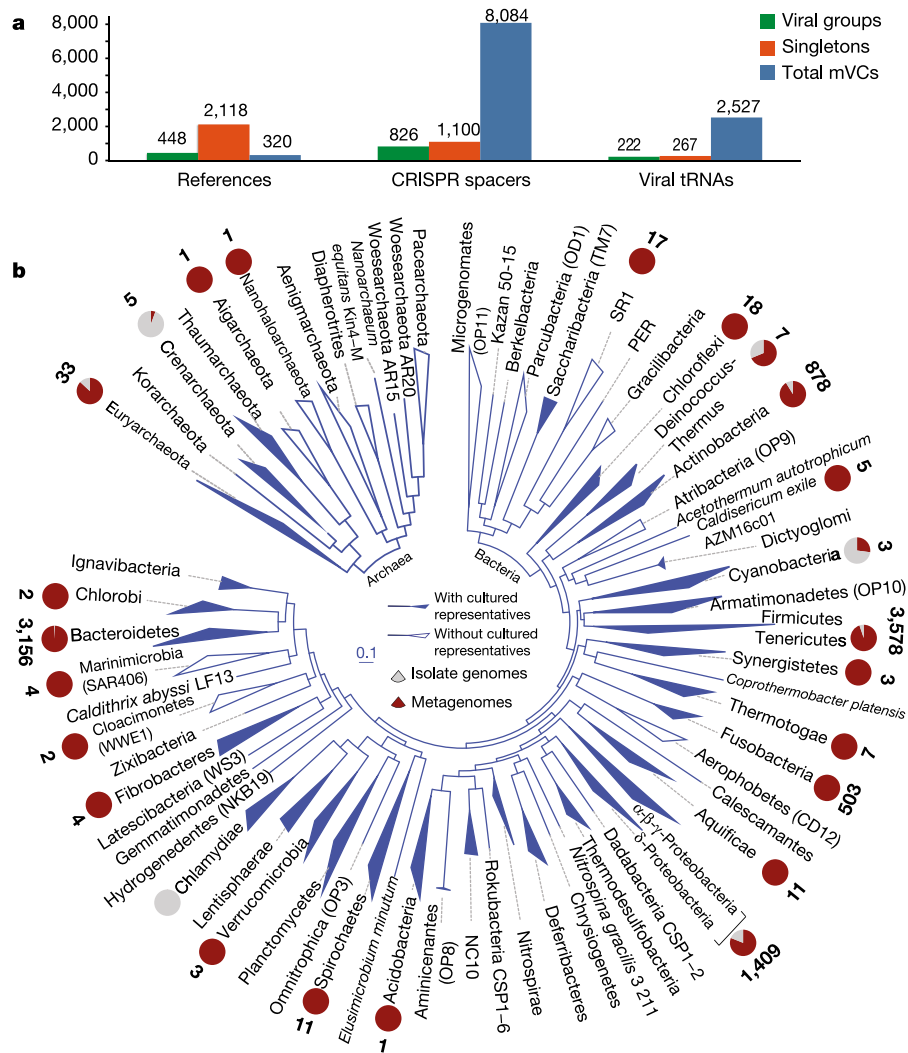 a
8,000
6,000
4,000
2,000
0
448
2,118
320
826
1,100
8,084
222
267
2,527
References
CRISPR spacers
Viral tRNAs
Viral groups
Singletons
Total mVCs
b
33
5
1
1
Euryarchaeota
Korarchaeota
Crenarchaeota
Thaumarchaeota
Aigarchaeota
Nanohaloarchaeota
Aenigmarchaeota
Diapherotrites
Nanoarchaeum
equitans Kin4–M
Woesearchaeota AR15
Woesearchaeota AR20
Pacearchaeota
Archaea
Microgenomates
(OP11)
Kazan 50-15
Berkelbacteria
Parcubacteria (OD1)
Saccharibacteria (TM7)
SR1
17
PER
Gracilibacteria
Chloroflexi
18
Deinococcus-
Thermus
7
Actinobacteria
878
Atribacteria (OP9)
Acetothermum autotrophicum
Caldisericum exile
5
AZM16c01
Dictyoglomi
Cyanobacteria
3
Armatimonadetes (OP10)
Firmicutes
Tenericutes
3,578
Synergistetes
3
Coprothermobacter platensis
Thermotogae
7
Fusobacteria
503
Aerophobetes (CD12)
Calescamantes
Aquificae
11
α-β-γ-Proteobacteria
δ-Proteobacteria
1,409
Dadabacteria CSP1–2
Thermodesulfobacteria
Nitrospina gracilis 3 211
Chrysiogenetes
Deferribacteres
Nitrospirae
Rokubacteria CSP1–6
NC10
Aminicenantes
(OP8)
Acidobacteria
1
Elusimicrobium minutum
Spirochaetes
11
Omnitrophica (OP3)
Planctomycetes
Verrucomicrobia
3
Lentisphaerae
Chlamydiae
Hydrogenedentes (NKB19)
Gemmatimonadetes
Latescibacteria (WS3)
Fibrobacteres
4
Zixibacteria
Cloacimonetes
(WWE1)
2
Caldithrix abyssi LF13
Marinimicrobia
(SAR406)
4
Bacteroidetes
3,156
Chlorobi
2
Ignavibacteria
Bacteria
With cultured
representatives
Without cultured
representatives
0.1
Isolate genomes
Metagenomes